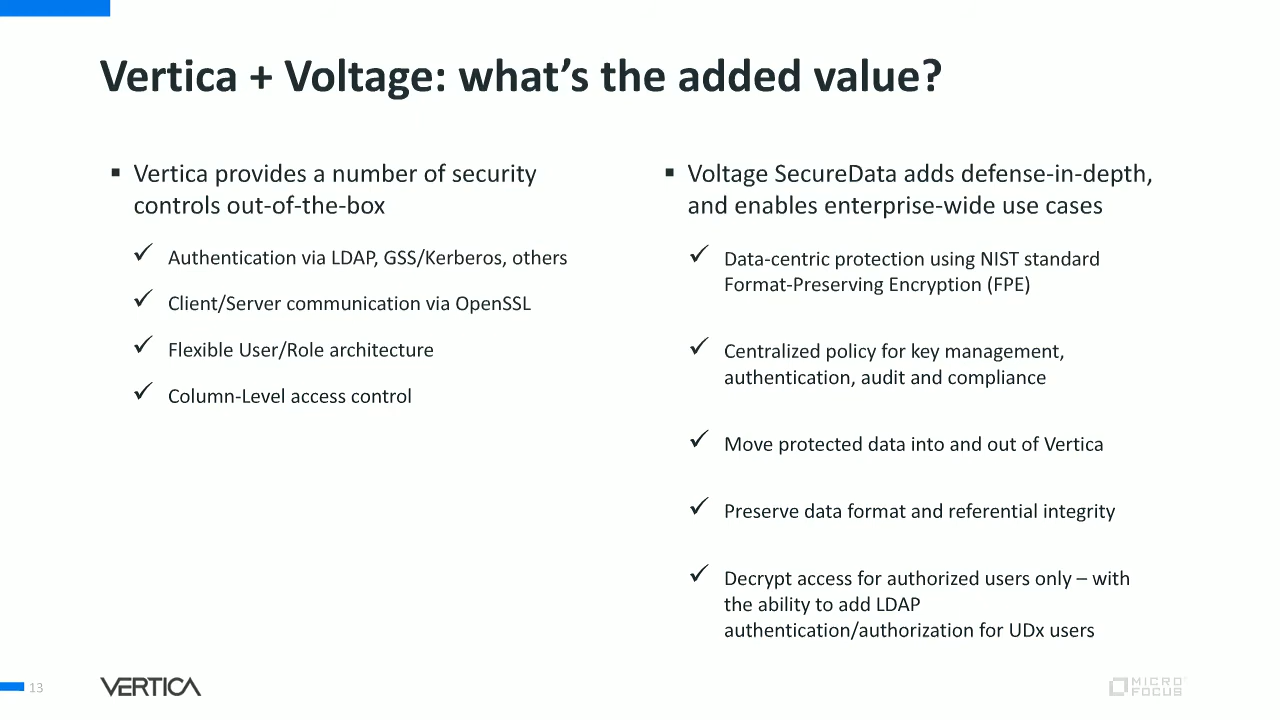 Vertica + Voltage: what’s the added value?
▪ Vertica provides a number of security
controls out-of-the-box
✓ Authentication via LDAP, GSS/Kerberos, others
✓ Client/Server communication via OpenSSL
✓ Flexible User/Role architecture
✓ Column-Level access control
▪ Voltage SecureData adds defense-in-depth,
and enables enterprise-wide use cases
✓ Data-centric protection using NIST standard
Format-Preserving Encryption (FPE)
✓ Centralized policy for key management,
authentication, audit and compliance
✓ Move protected data into and out of Vertica
✓ Preserve data format and referential integrity
✓ Decrypt access for authorized users only – with
the ability to add LDAP
authentication/authorization for UDx users
13
VERTICA
MICRO
FOCUS